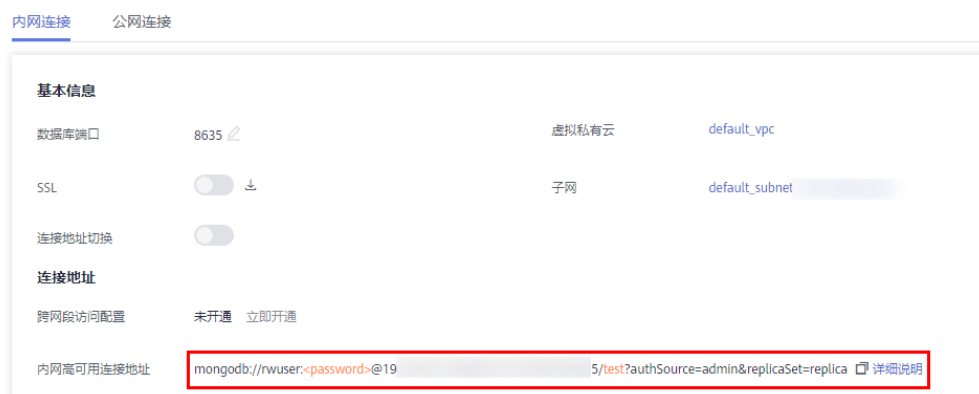 内网连接 公网连接
基本信息
数据库端口 8635 虚拟私有云 default_vpc
SSL 子网 default_subnet
连接地址切换
连接地址
跨网段访问配置 未开通 立即开通
内网高可用连接地址 mongodb://rwuser:<password>@19 5/test?authSource=admin&replicaSet=replica 详细说明